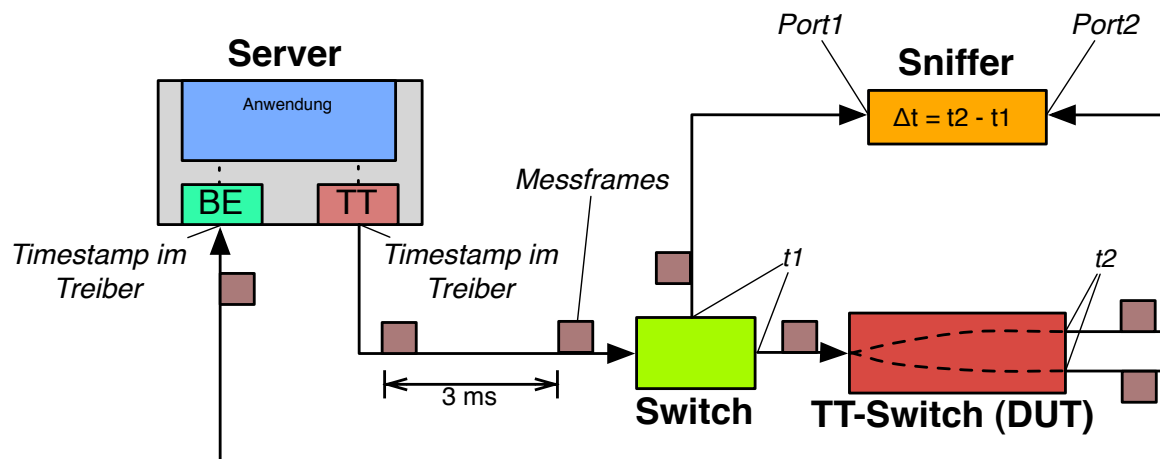 Port1
Port2
Server
Sniffer
Anwendung
Δt = t2 - t1
Messframes
BE
TT
Timestamp im
Treiber
Timestamp im
Treiber
t1
t2
3 ms
Switch
TT-Switch (DUT)